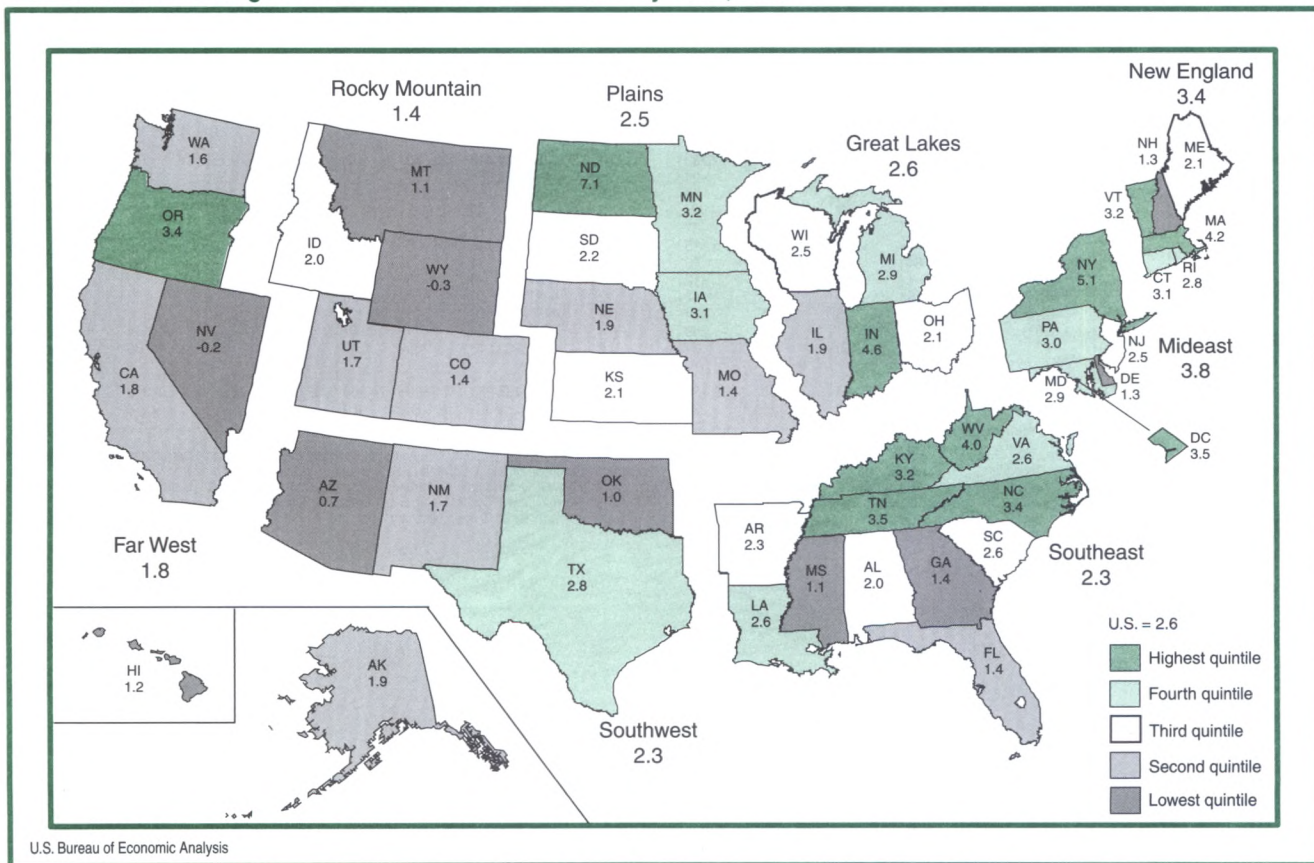 Rocky Mountain
1.4
Plains
2.5
New England
3.4
Great Lakes
2.6
WA
1.6
OR
3.4
CA
1.8
NV
-0.2
ID
2.0
MT
1.1
WY
-0.3
UT
1.7
CO
1.4
ND
7.1
SD
2.2
NE
1.9
KS
2.1
MN
3.2
IA
3.1
MO
1.4
WI
2.5
MI
2.9
IL
1.9
IN
4.6
OH
2.1
NH
1.3
ME
2.1
VT
3.2
MA
4.2
RI
2.8
CT
3.1
NY
5.1
PA
3.0
NJ
2.5
Mideast
3.8
MD
2.9
DE
1.3
DC
3.5
AZ
0.7
NM
1.7
OK
1.0
TX
2.8
Far West
1.8
Southwest
2.3
AR
2.3
LA
2.6
MS
1.1
AL
2.0
GA
1.4
FL
1.4
SC
2.6
NC
3.4
TN
3.5
KY
3.2
WV
4.0
VA
2.6
Southeast
2.3
HI
1.2
AK
1.9
U.S. = 2.6
Highest quintile
Fourth quintile
Third quintile
Second quintile
Lowest quintile
U.S. Bureau of Economic Analysis